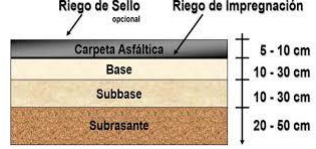 Riego de Sello
opcional
Riego de Impregnación
Carpeta Asfáltica
5 - 10 cm
Base
10 - 30 cm
Subbase
10 - 30 cm
Subrasante
20 - 50 cm